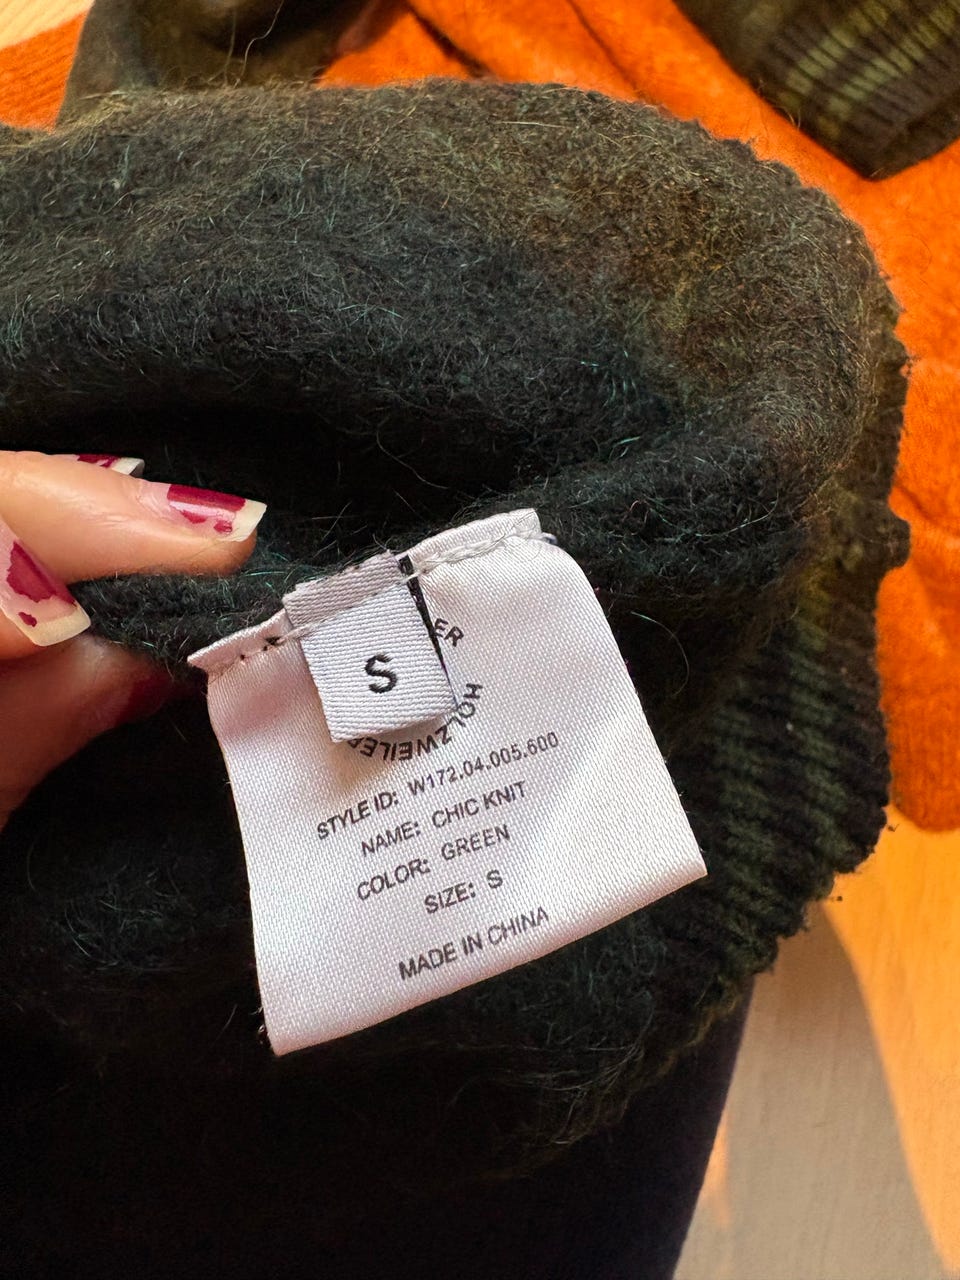 S
HOLZWEILER
STYLE ID: W172.04.005.600
NAME: CHIC KNIT
COLOR: GREEN
SIZE: S
MADE IN CHINA